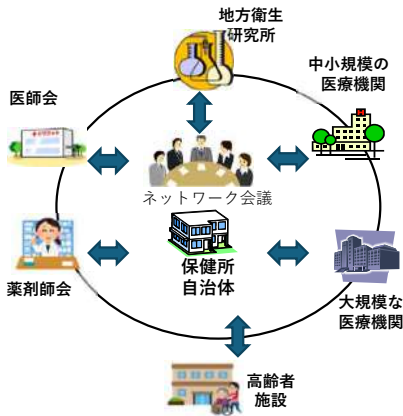 地方衛生
研究所
中小規模の
医療機関
医師会
ネットワーク会議
保健所
自治体
薬剤師会
大規模な
医療機関
高齢者
施設